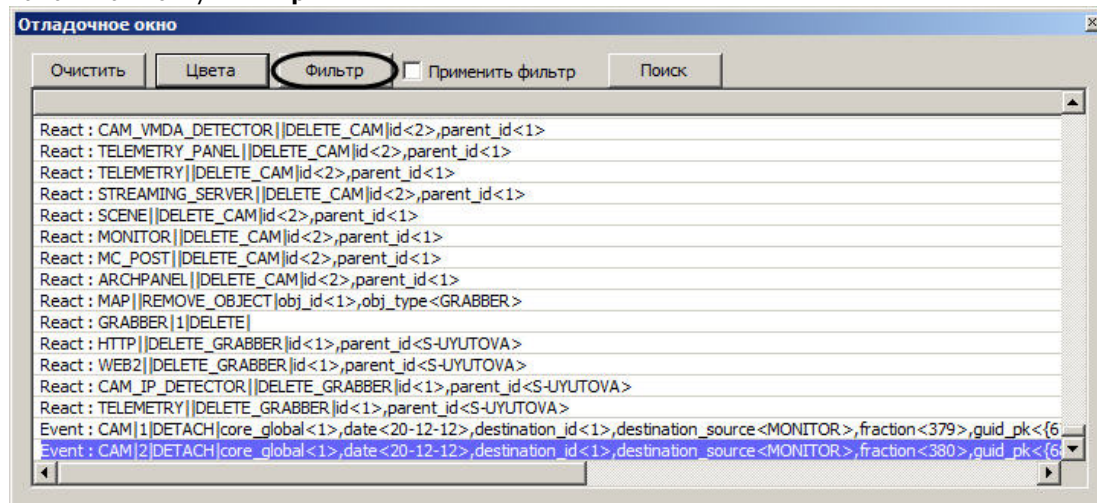 Отладочное окно
Очистить Цвета Фильтр Применить фильтр Поиск
React : CAM_VMDA_DETECTOR||DELETE_CAM|id<2>,parent_id<1>
React : TELEMETRY_PANEL||DELETE_CAM|id<2>,parent_id<1>
React : TELEMETRY||DELETE_CAM|id<2>,parent_id<1>
React : STREAMING_SERVER||DELETE_CAM|id<2>,parent_id<1>
React : SCENE||DELETE_CAM|id<2>,parent_id<1>
React : MONITOR||DELETE_CAM|id<2>,parent_id<1>
React : MC_POST||DELETE_CAM|id<2>,parent_id<1>
React : ARCHPANEL||DELETE_CAM|id<2>,parent_id<1>
React : MAP||REMOVE_OBJECT|obj_id<1>,obj_type<GRABBER>
React : GRABBER|1|DELETE|
React : HTTP||DELETE_GRABBER|id<1>,parent_id<S-UYUTOVA>
React : WEB2||DELETE_GRABBER|id<1>,parent_id<S-UYUTOVA>
React : CAM_IP_DETECTOR||DELETE_GRABBER|id<1>,parent_id<S-UYUTOVA>
React : TELEMETRY||DELETE_GRABBER|id<1>,parent_id<S-UYUTOVA>
Event : CAM|1|DETACH|core_global<1>,date<20-12-12>,destination_id<1>,destination_source<MONITOR>,fraction<379>,guid_pk<{6
Event : CAM|2|DETACH|core_global<1>,date<20-12-12>,destination_id<1>,destination_source<MONITOR>,fraction<380>,guid_pk<{6